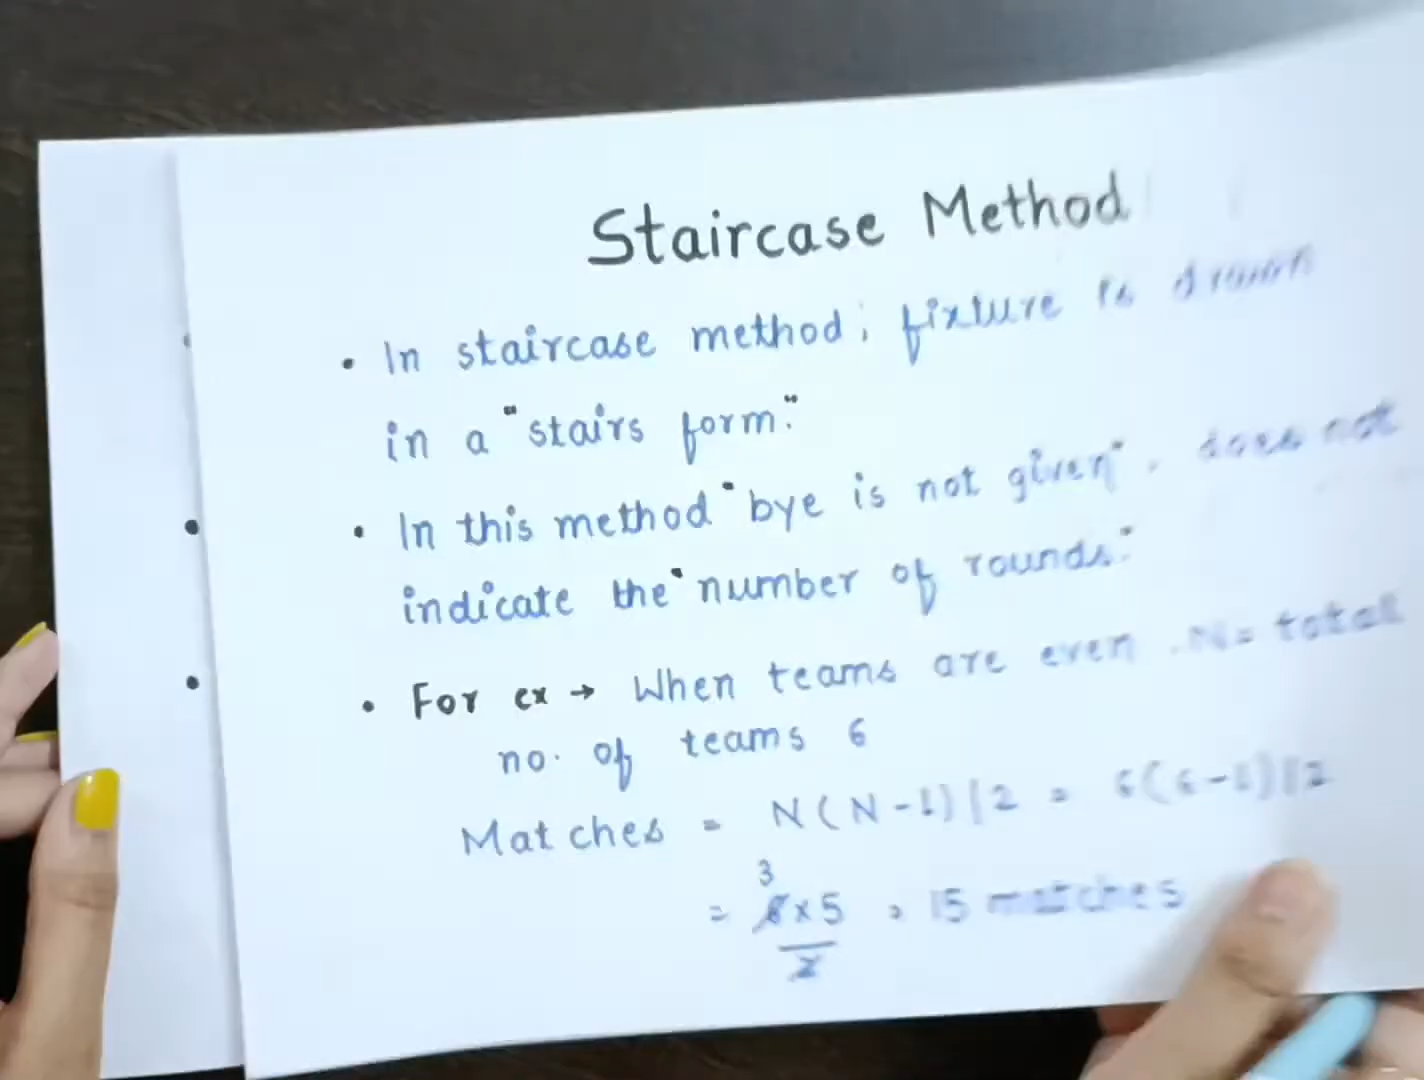 Staircase Method
• In staircase method; fixture is drawn
in a "stairs form."
• In this method "bye is not given", does not
indicate the "number of rounds."
• For ex → When teams are even . N = total
no. of teams 6
Matches = N(N-1)|2 = 6(6-1)|2
3
= 6x5 = 15 matches
2